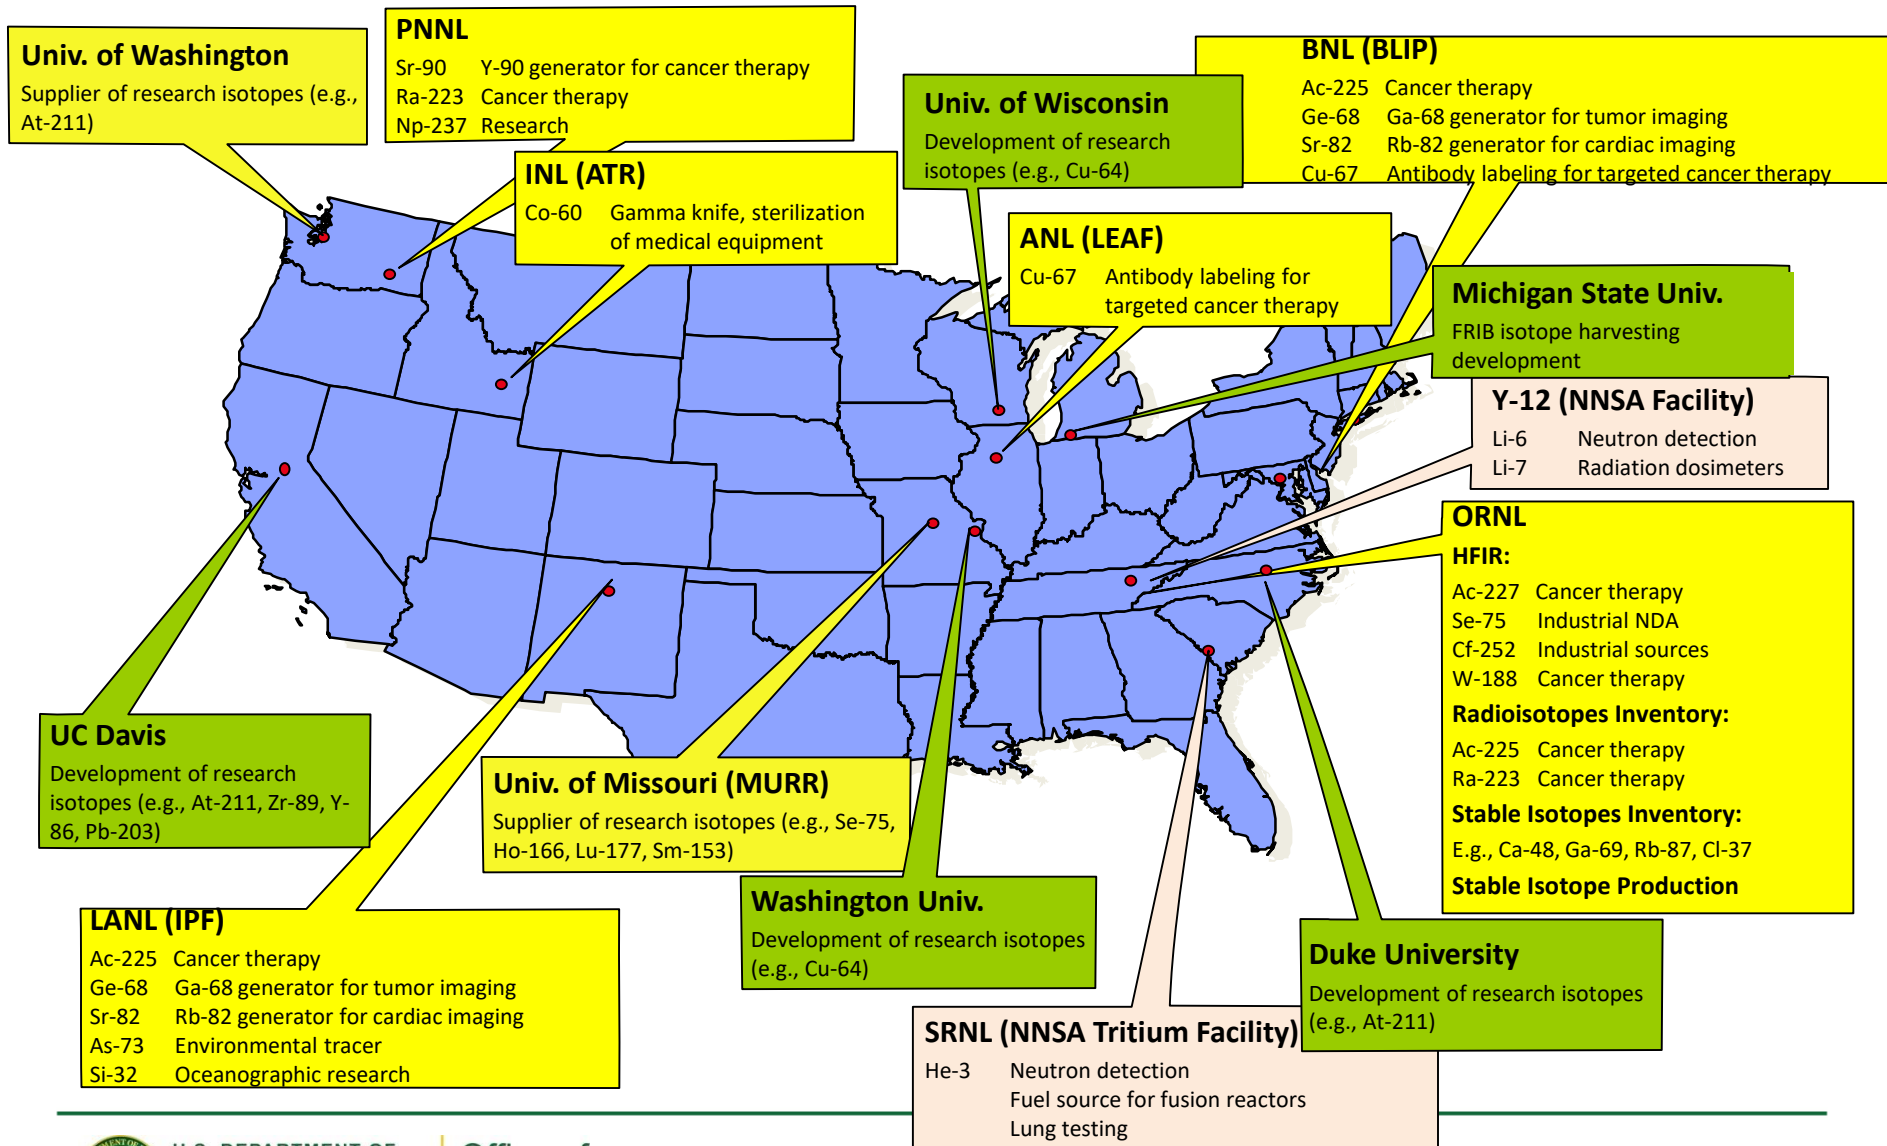 Univ. of Washington
Supplier of research isotopes (e.g.,
At-211)
PNNL
Sr-90 Y-90 generator for cancer therapy
Ra-223 Cancer therapy
Np-237 Research
INL (ATR)
Co-60 Gamma knife, sterilization
of medical equipment
Univ. of Wisconsin
Development of research
isotopes (e.g., Cu-64)
BNL (BLIP)
Ac-225 Cancer therapy
Ge-68 Ga-68 generator for tumor imaging
Sr-82 Rb-82 generator for cardiac imaging
Cu-67 Antibody labeling for targeted cancer therapy
ANL (LEAF)
Cu-67 Antibody labeling for
targeted cancer therapy
Michigan State Univ.
FRIB isotope harvesting
development
Y-12 (NNSA Facility)
Li-6 Neutron detection
Li-7 Radiation dosimeters
ORNL
HFIR:
Ac-227 Cancer therapy
Se-75 Industrial NDA
Cf-252 Industrial sources
W-188 Cancer therapy
Radioisotopes Inventory:
Ac-225 Cancer therapy
Ra-223 Cancer therapy
Stable Isotopes Inventory:
E.g., Ca-48, Ga-69, Rb-87, Cl-37
Stable Isotope Production
UC Davis
Development of research
isotopes (e.g., At-211, Zr-89, Y-
86, Pb-203)
Univ. of Missouri (MURR)
Supplier of research isotopes (e.g., Se-75,
Ho-166, Lu-177, Sm-153)
Washington Univ.
Development of research isotopes
(e.g., Cu-64)
LANL (IPF)
Ac-225 Cancer therapy
Ge-68 Ga-68 generator for tumor imaging
Sr-82 Rb-82 generator for cardiac imaging
As-73 Environmental tracer
Si-32 Oceanographic research
Duke University
Development of research isotopes
(e.g., At-211)
SRNL (NNSA Tritium Facility)
He-3 Neutron detection
Fuel source for fusion reactors
Lung testing
U.S. DEPARTMENT OF